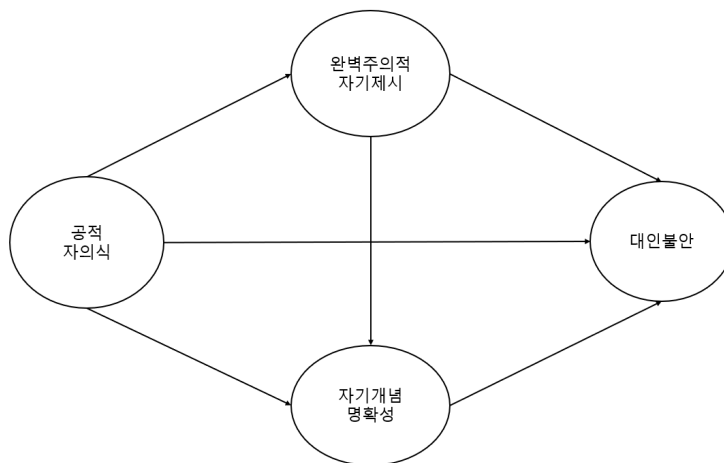 완벽주의적
자기제시
공적
자의식
대인불안
자기개념
명확성